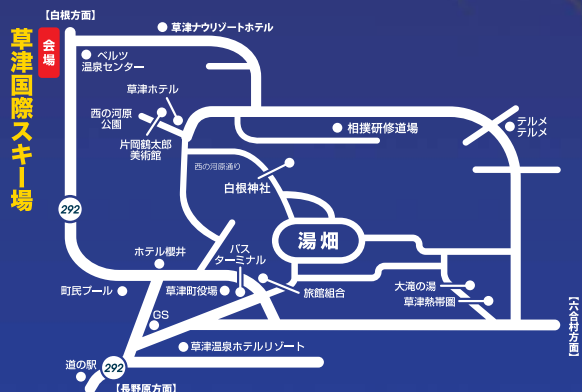 【白根方面】
草津国際スキー場
会場
草津ナウリゾートホテル
ベルツ
温泉センター
草津ホテル
西の河原
公園
片岡鶴太郎
美術館
相撲研修道場
テルメ
テルメ
西の河原通り
白根神社
292
湯畑
ホテル櫻井
バス
ターミナル
町民プール
草津町役場
旅館組合
大滝の湯
草津熱帯圏
GS
【六合村方面】
草津温泉ホテルリゾート
道の駅
292
【長野原方面】